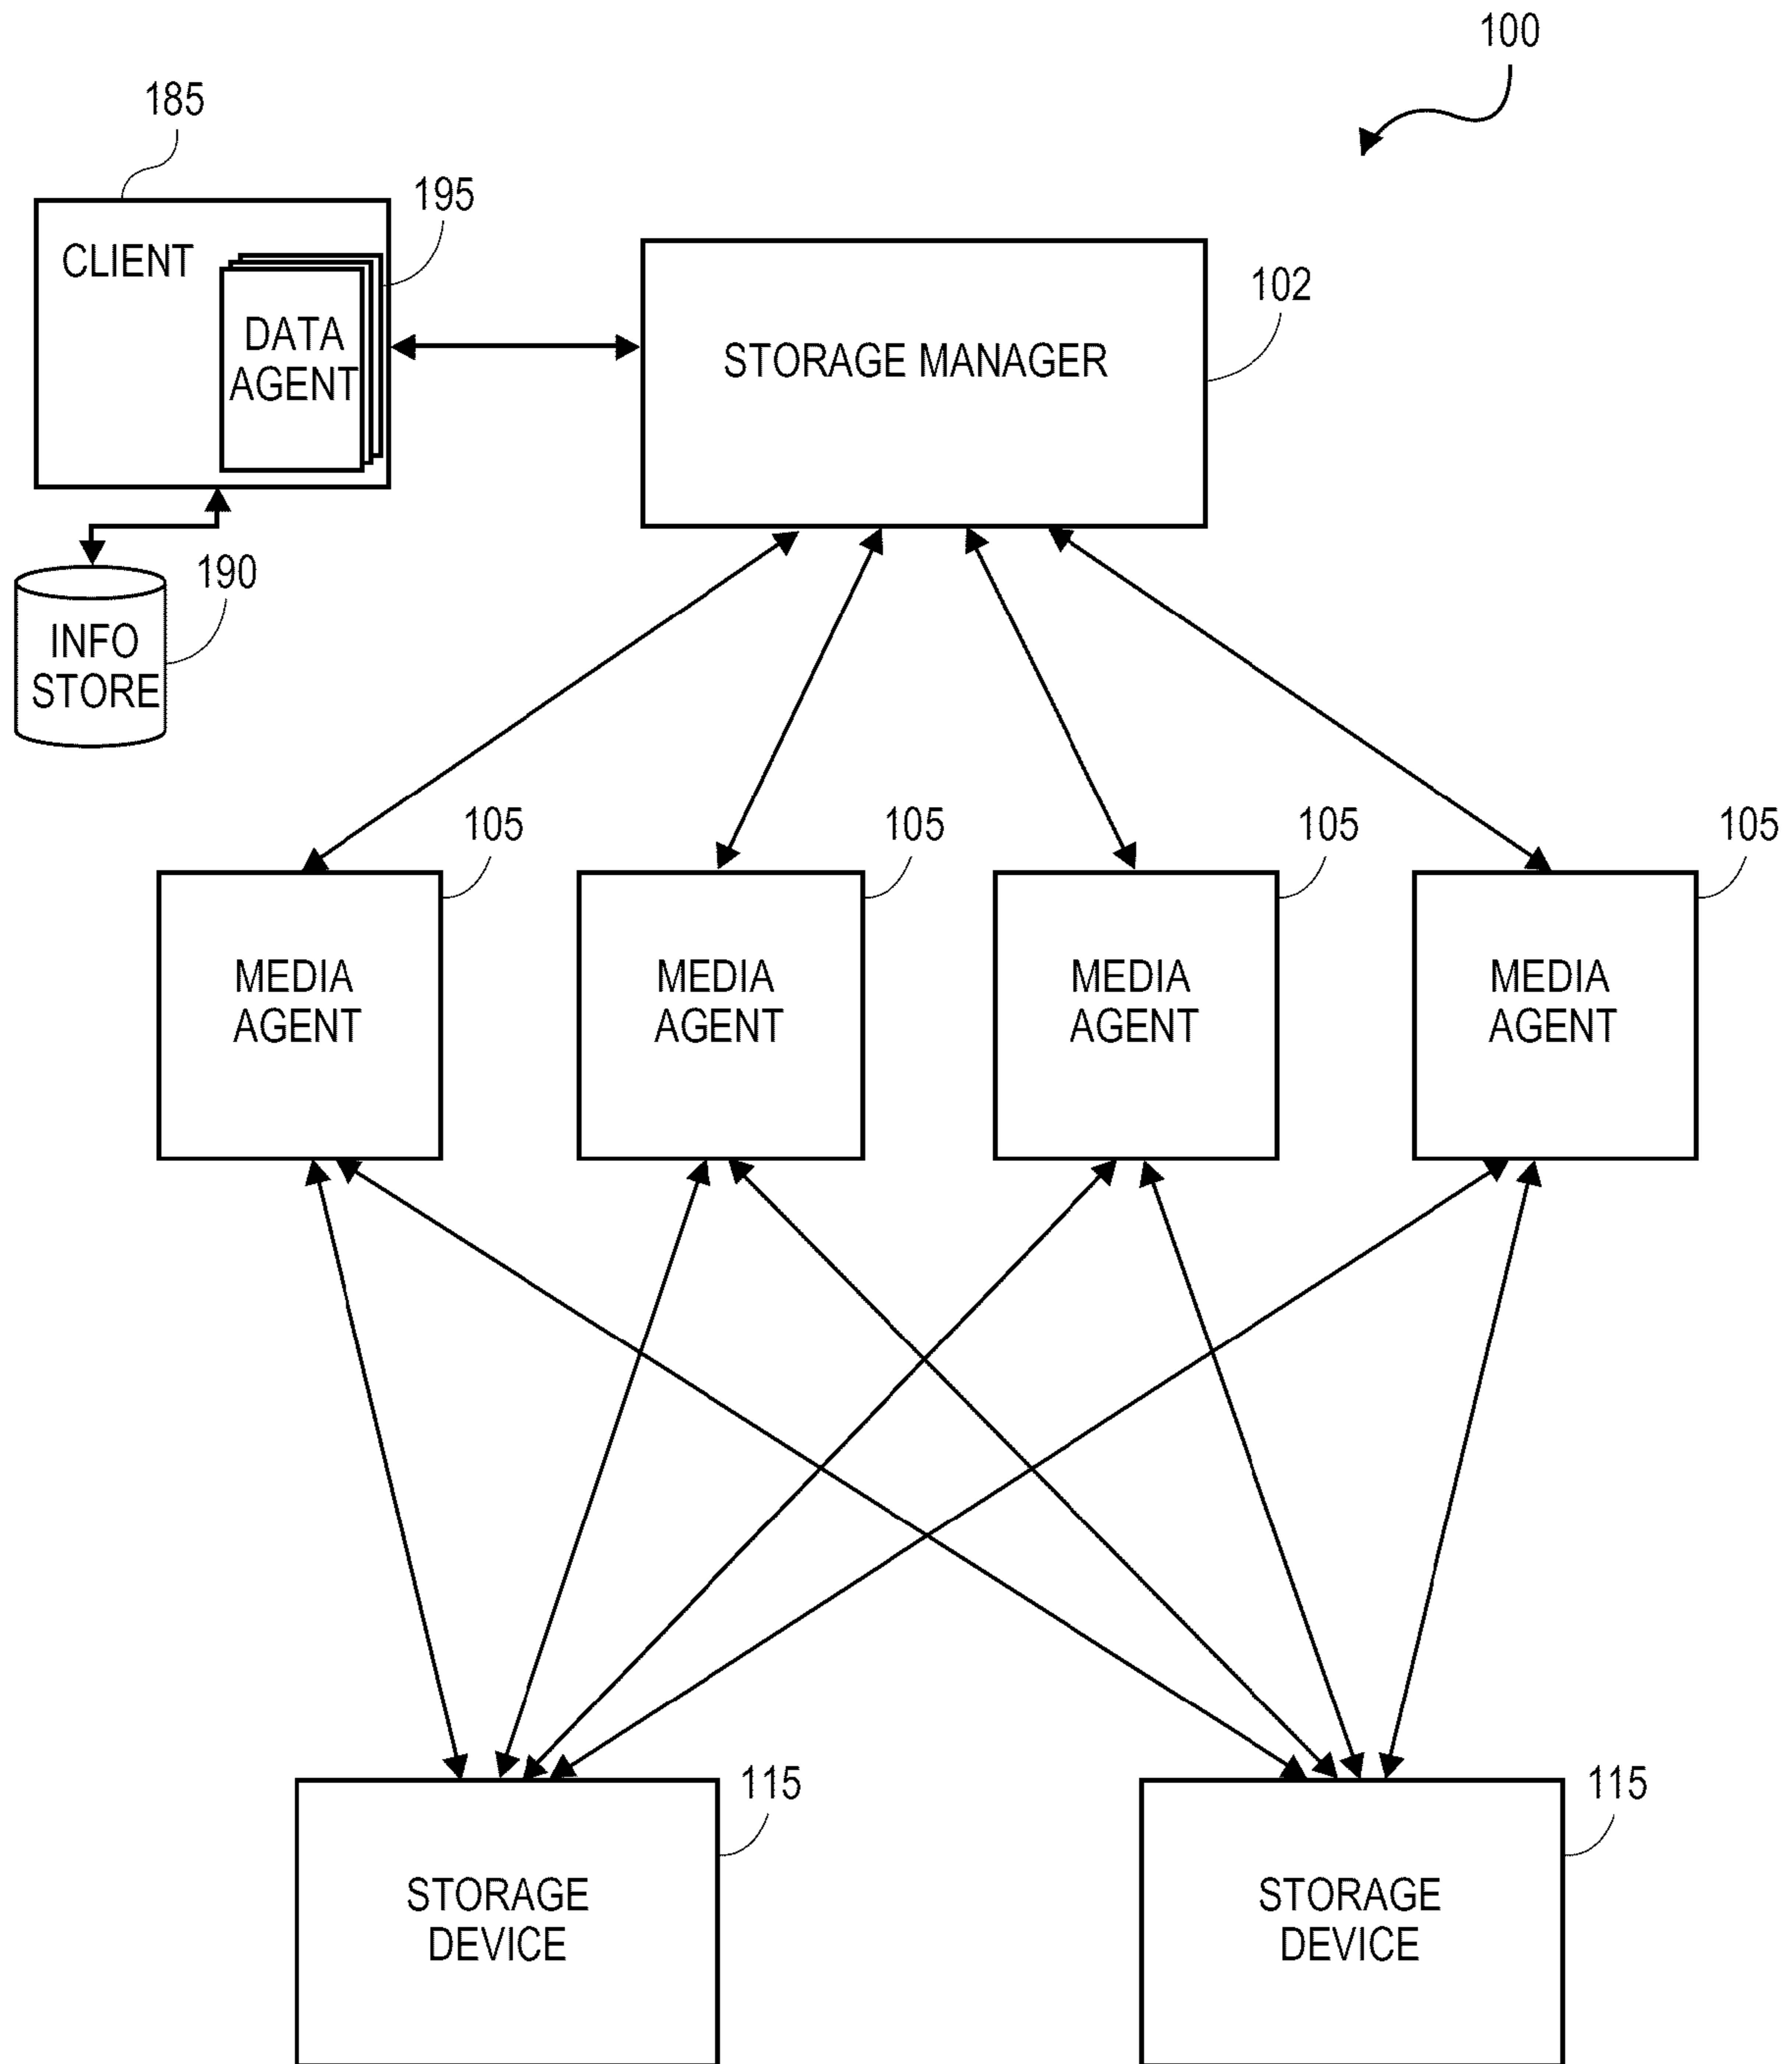 100
185
195
CLIENT
DATA
AGENT
102
STORAGE MANAGER
190
INFO
STORE
105
105
105
105
MEDIA
AGENT
MEDIA
AGENT
MEDIA
AGENT
MEDIA
AGENT
115
115
STORAGE
DEVICE
STORAGE
DEVICE